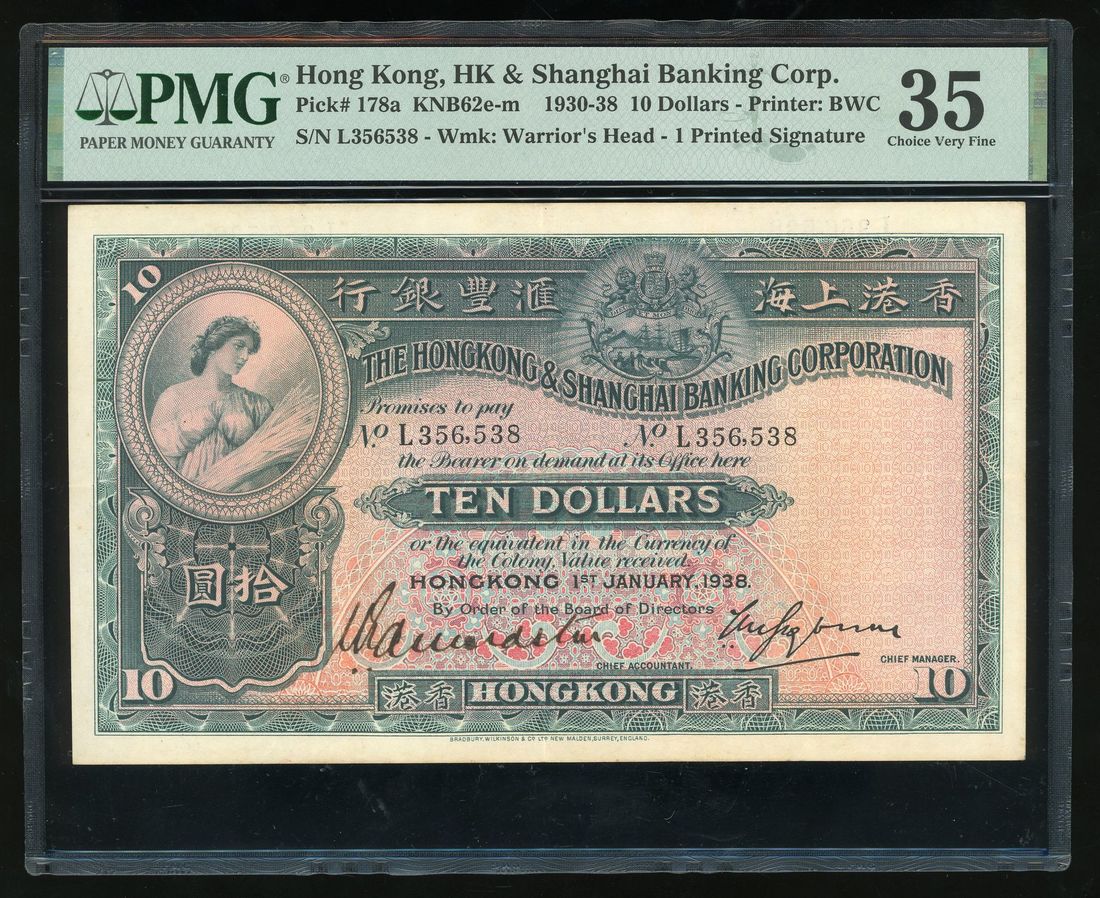 PMG®
PAPER MONEY GUARANTY
Hong Kong, HK & Shanghai Banking Corp.
Pick# 178a KNB62e-m 1930-38 10 Dollars - Printer: BWC
S/N L356538 - Wmk: Warrior's Head - 1 Printed Signature
35
Choice Very Fine
10
行銀豐滙 海上港香
THE HONGKONG & SHANGHAI BANKING CORPORATION
Promises to pay
No L356,538 No L356,538
the Bearer on demand at its Office here
TEN DOLLARS
or the equivalent in the Currency of
the Colony, Value received.
HONGKONG 1ST JANUARY, 1938.
By Order of the Board of Directors
圓拾
CHIEF ACCOUNTANT.
CHIEF MANAGER.
10 港香 HONGKONG 港香 10
BRADBURY, WILKINSON & Co LTD NEW MALDEN, SURREY, ENGLAND.